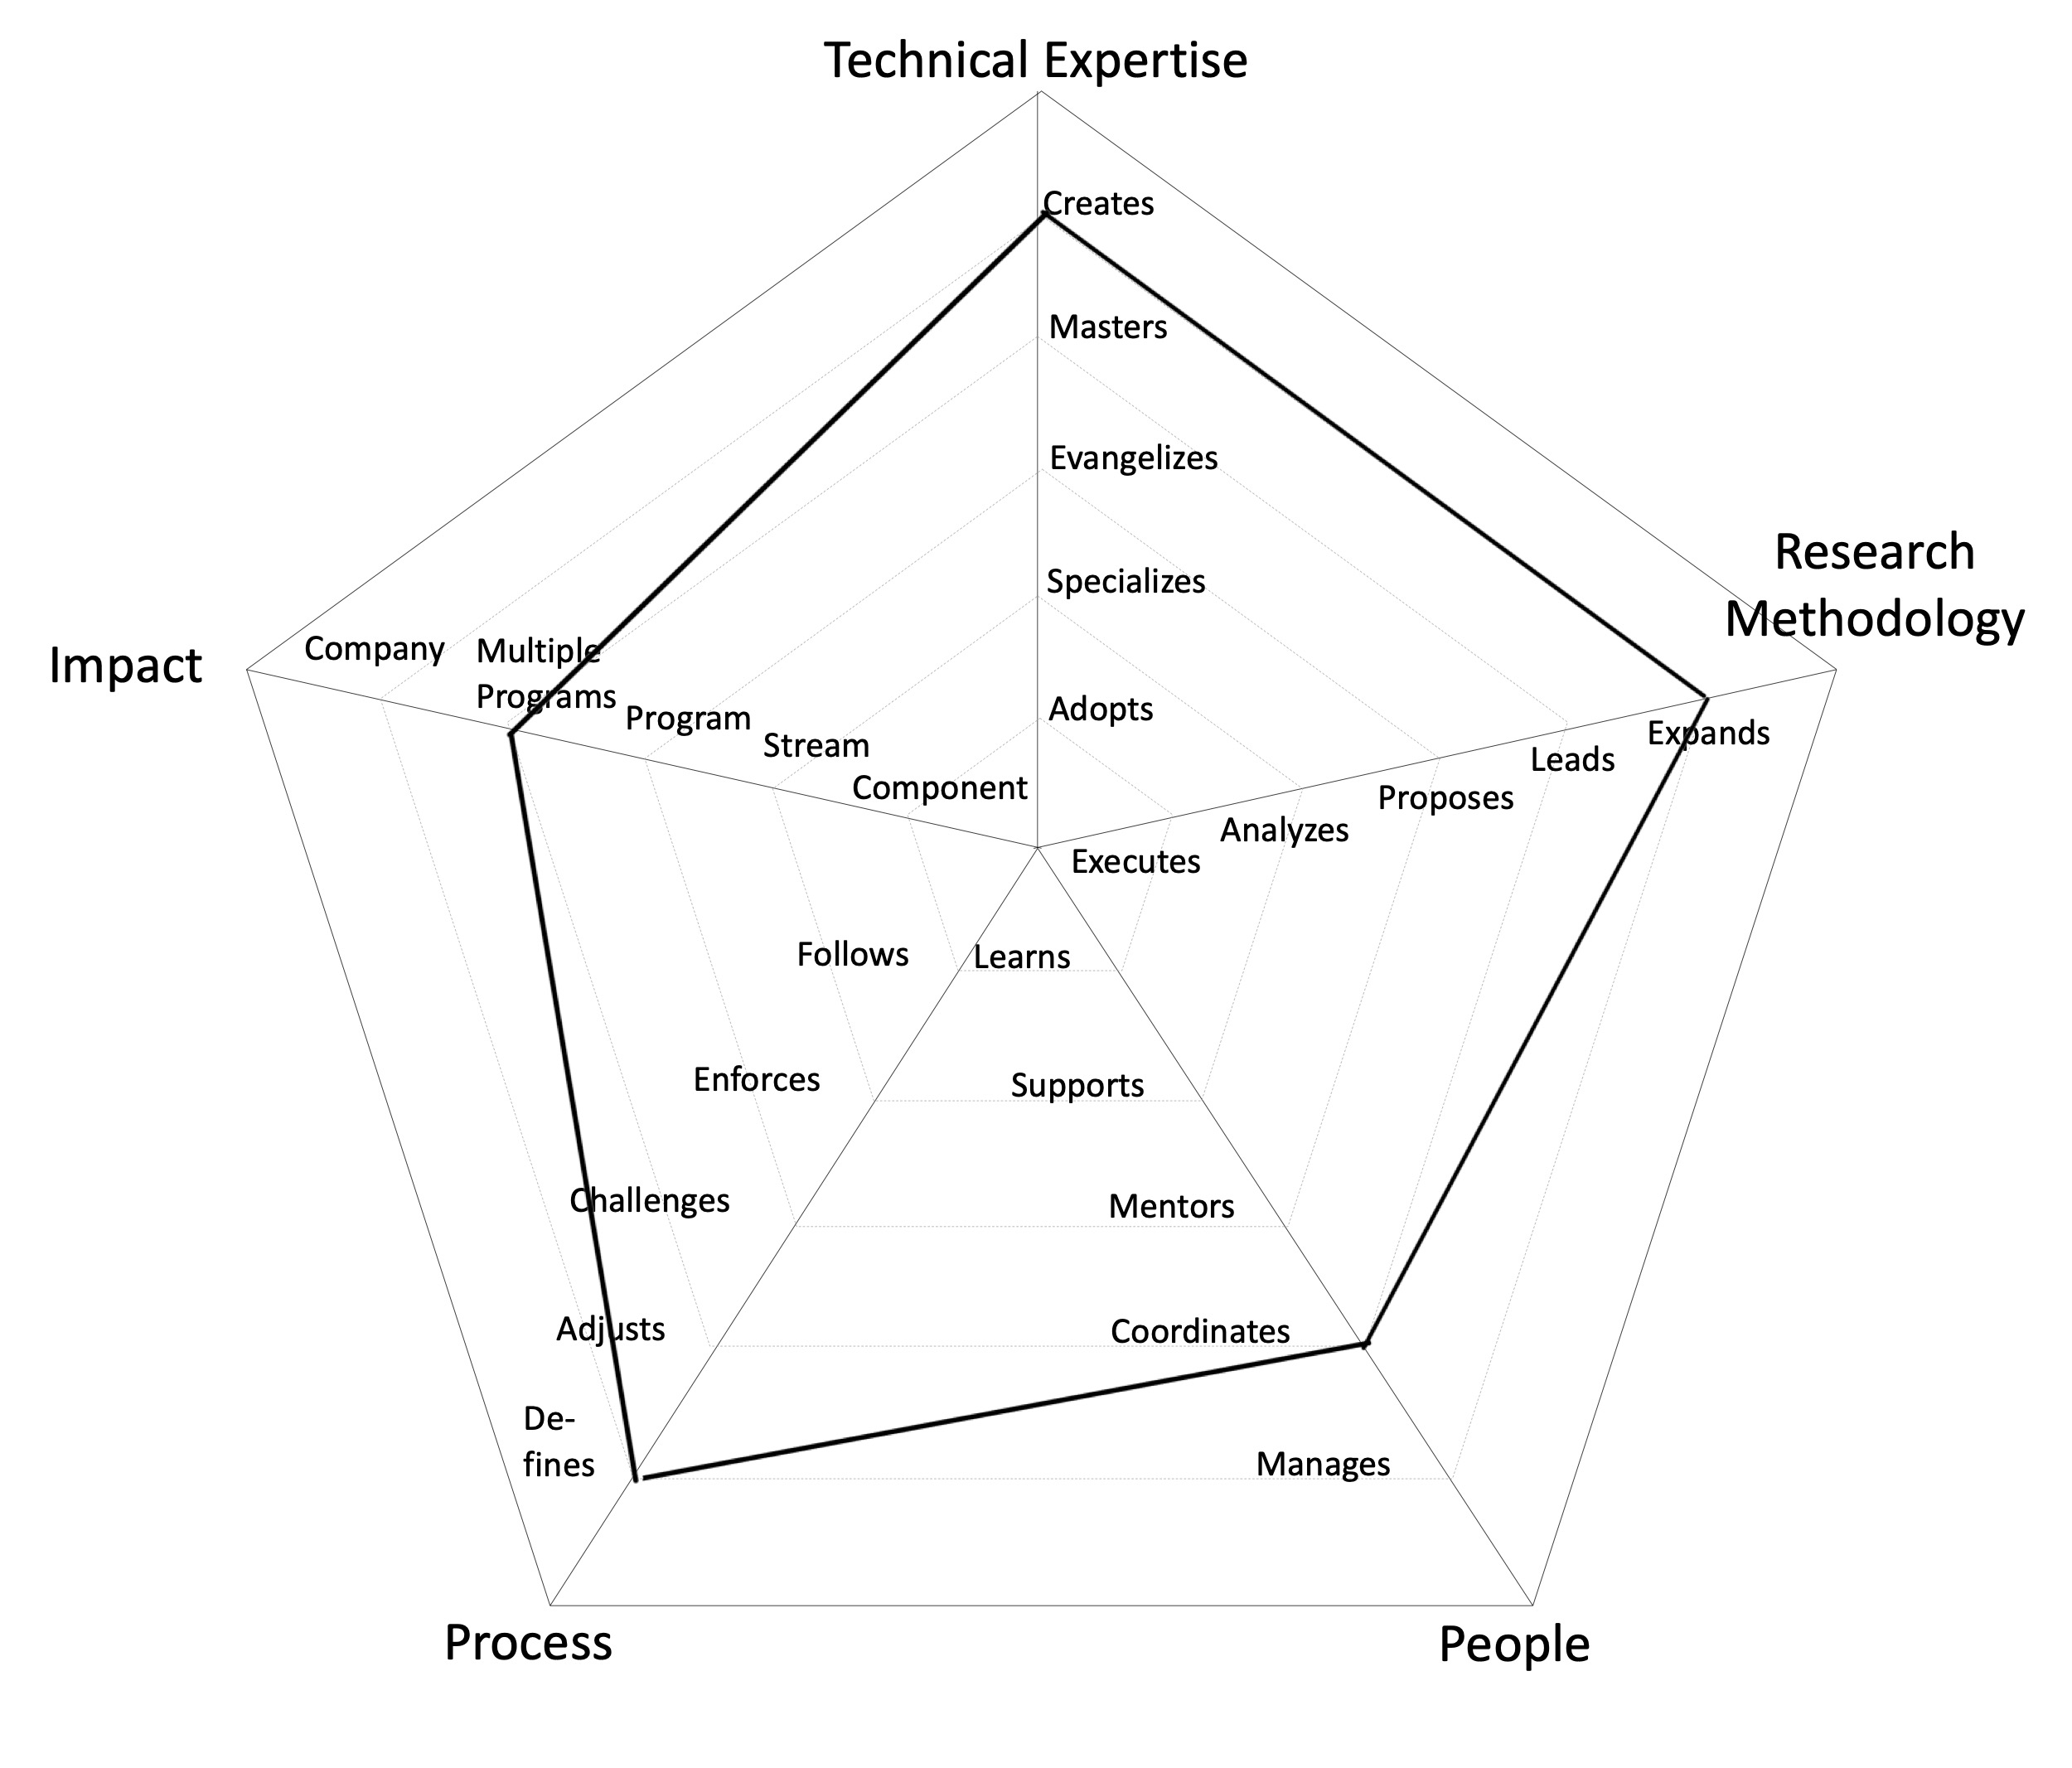 Technical Expertise
Creates
Masters
Evangelizes
Specializes
Adopts
Research
Methodology
Expands
Leads
Proposes
Analyzes
Executes
Impact
Company
Multiple
Programs
Program
Stream
Component
Follows
Enforces
Challenges
Adjusts
De-
fines
Process
Learns
Supports
Mentors
Coordinates
Manages
People